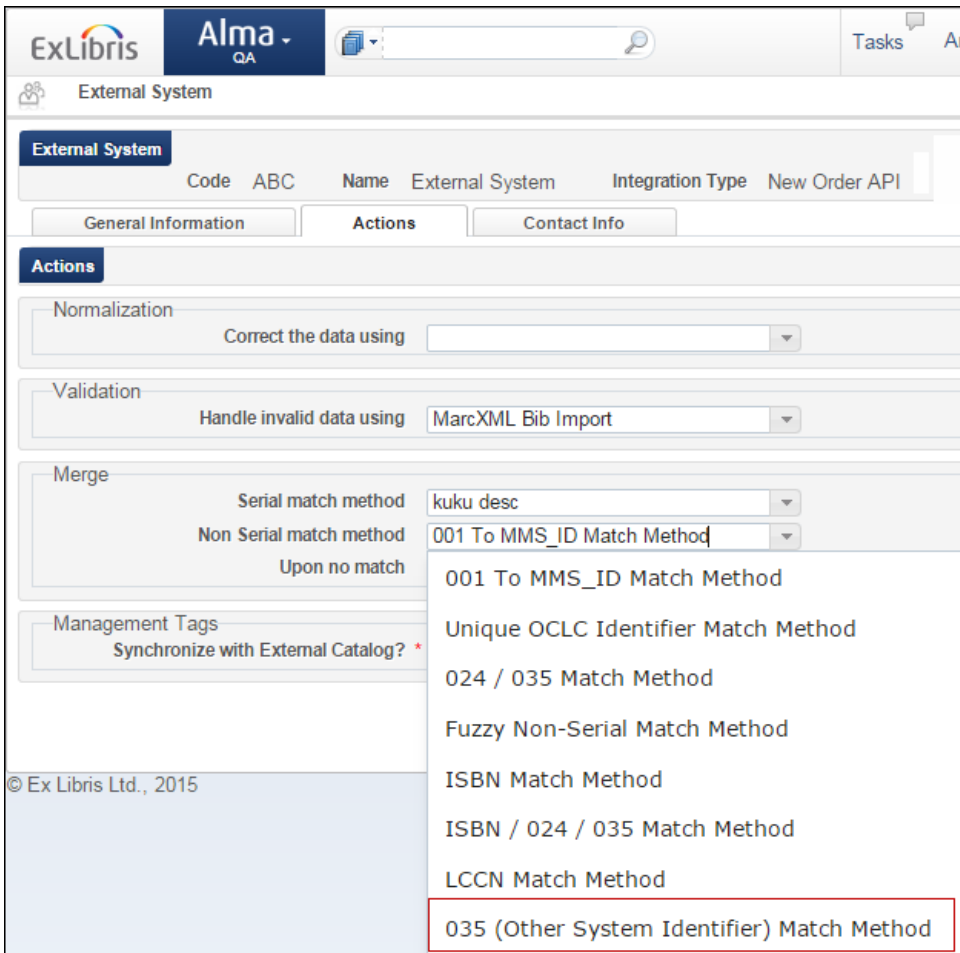 ExLibris
Alma
QA
Tasks
External System
External System
Code ABC Name External System Integration Type New Order API
General Information Actions Contact Info
Actions
Normalization
Correct the data using
Validation
Handle invalid data using MarcXML Bib Import
Merge
Serial match method kuku desc
Non Serial match method 001 To MMS_ID Match Method
Upon no match
001 To MMS_ID Match Method
Unique OCLC Identifier Match Method
Management Tags
Synchronize with External Catalog? *
024 / 035 Match Method
Fuzzy Non-Serial Match Method
ISBN Match Method
© Ex Libris Ltd., 2015
ISBN / 024 / 035 Match Method
LCCN Match Method
035 (Other System Identifier) Match Method